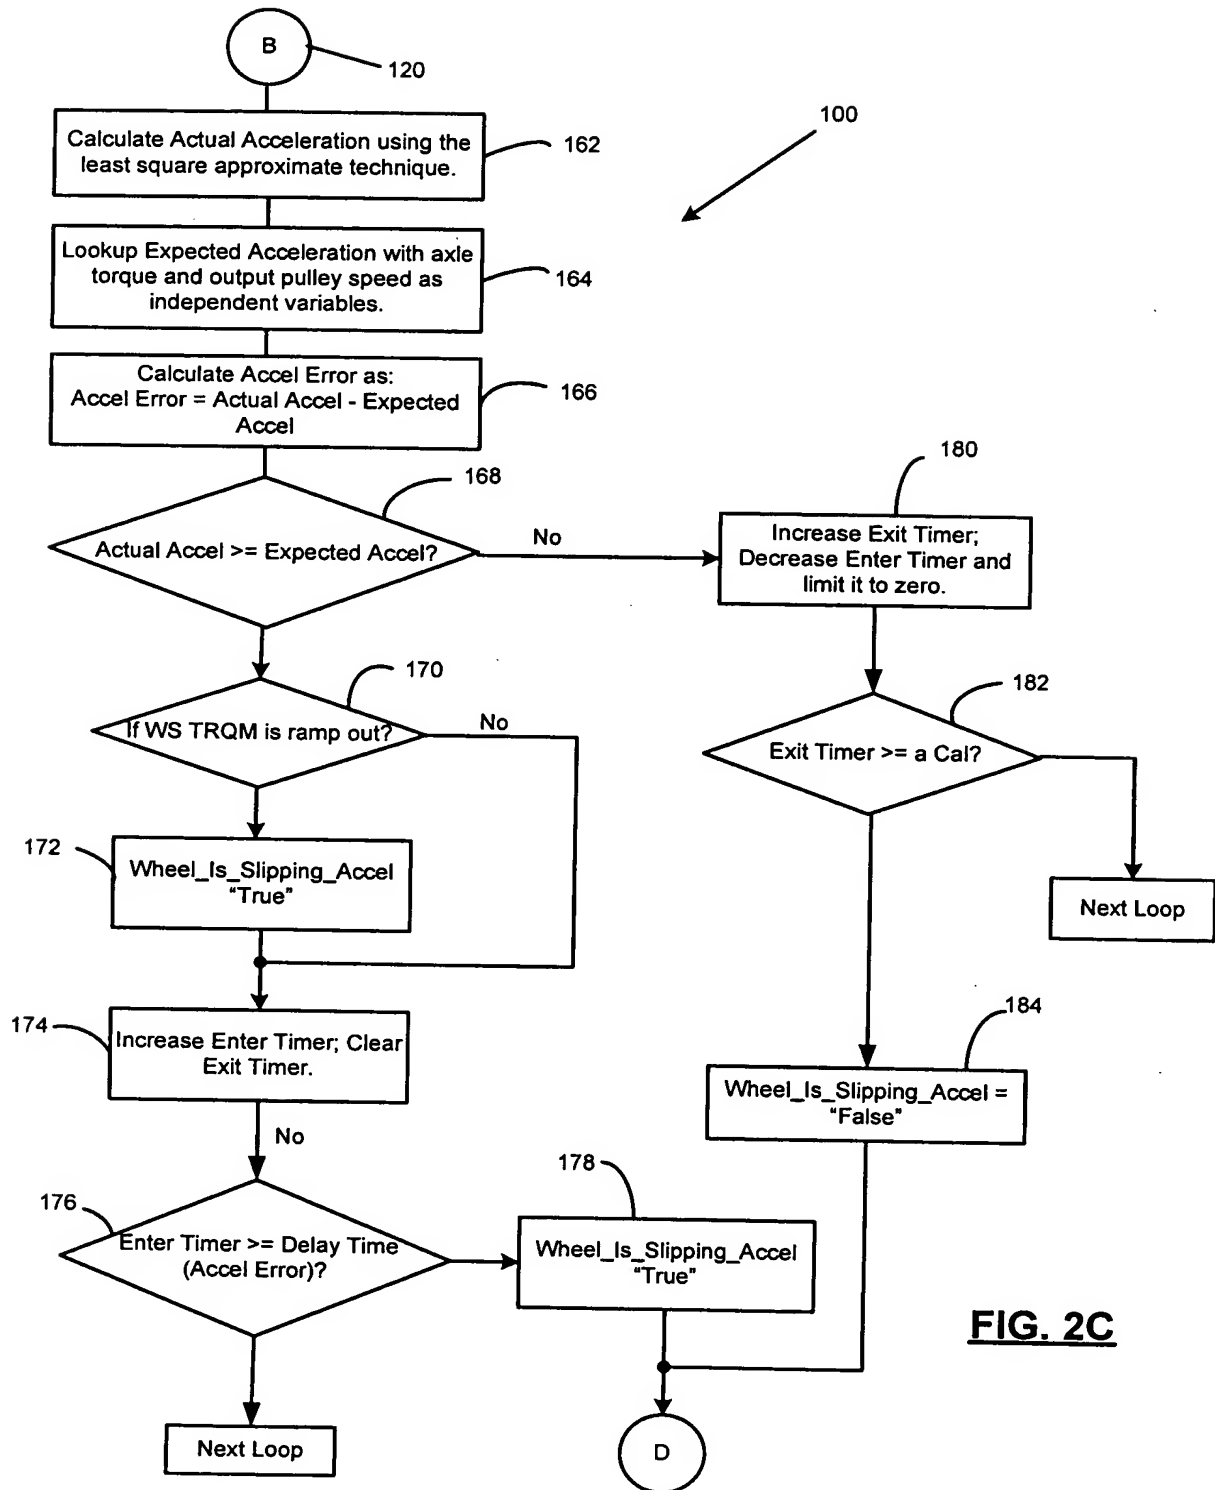 B
120
100
Calculate Actual Acceleration using the
least square approximate technique.
162
Lookup Expected Acceleration with axle
torque and output pulley speed as
independent variables.
164
Calculate Accel Error as:
Accel Error = Actual Accel - Expected
Accel
166
168
Actual Accel >= Expected Accel?
No
180
Increase Exit Timer;
Decrease Enter Timer and
limit it to zero.
170
If WS TRQM is ramp out?
No
182
Exit Timer >= a Cal?
172
Wheel_Is_Slipping_Accel
“True”
Next Loop
174
Increase Enter Timer; Clear
Exit Timer.
184
Wheel_Is_Slipping_Accel =
“False”
No
176
Enter Timer >= Delay Time
(Accel Error)?
178
Wheel_Is_Slipping_Accel
“True”
FIG. 2C
Next Loop
D